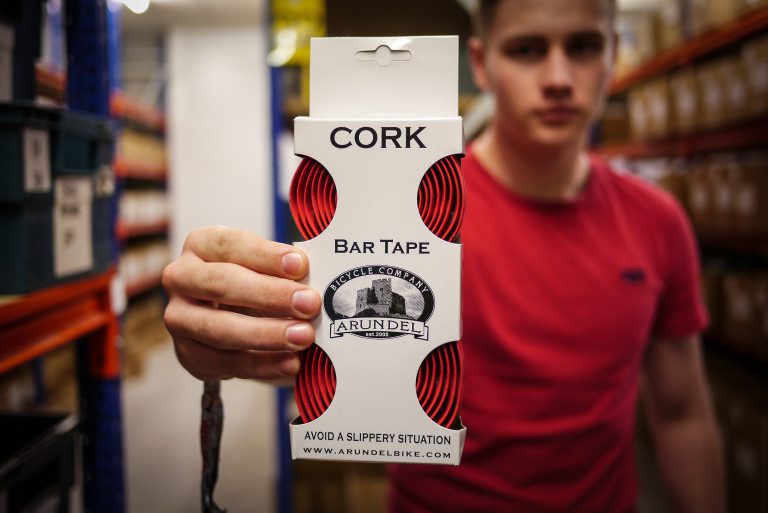 CORK
BAR TAPE
BICYCLE COMPANY
ARUNDEL
est. 2000
AVOID A SLIPPERY SITUATION
WWW.ARUNDELBIKE.COM